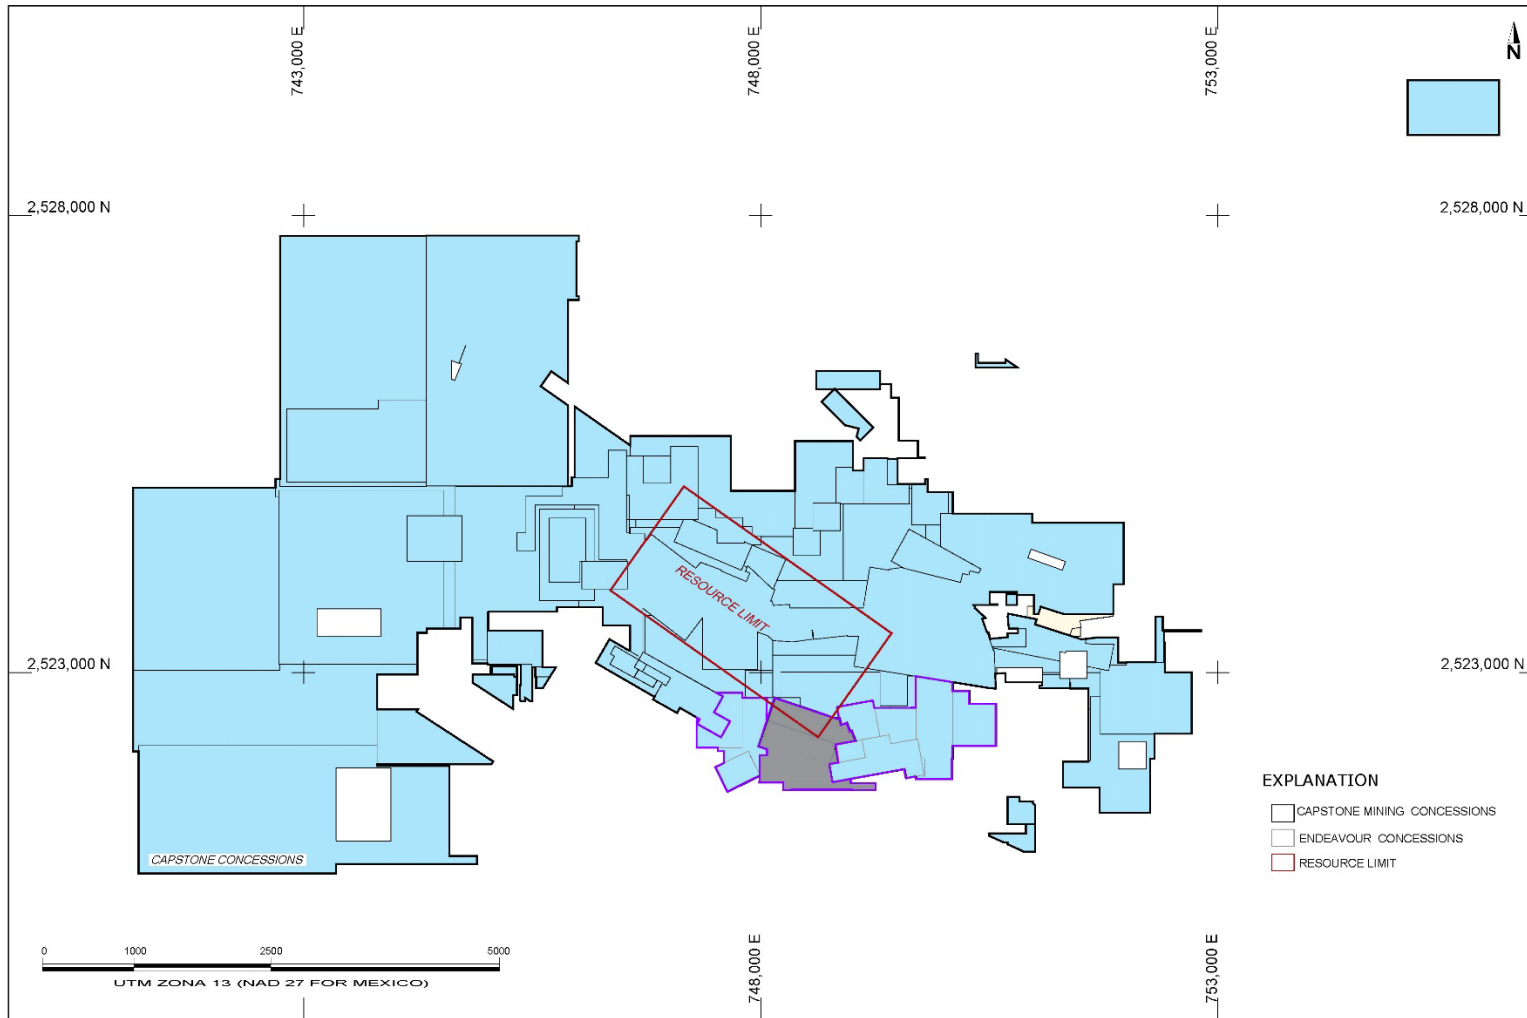 743,000 E
748,000 E
753,000 E
N
2,528,000 N
2,528,000 N
RESOURCE LIMIT
2,523,000 N
2,523,000 N
EXPLANATION
CAPSTONE MINING CONCESSIONS
ENDEAVOUR CONCESSIONS
RESOURCE LIMIT
CAPSTONE CONCESSIONS
0 1000 2500 5000
UTM ZONA 13 (NAD 27 FOR MEXICO)
748,000 E
753,000 E